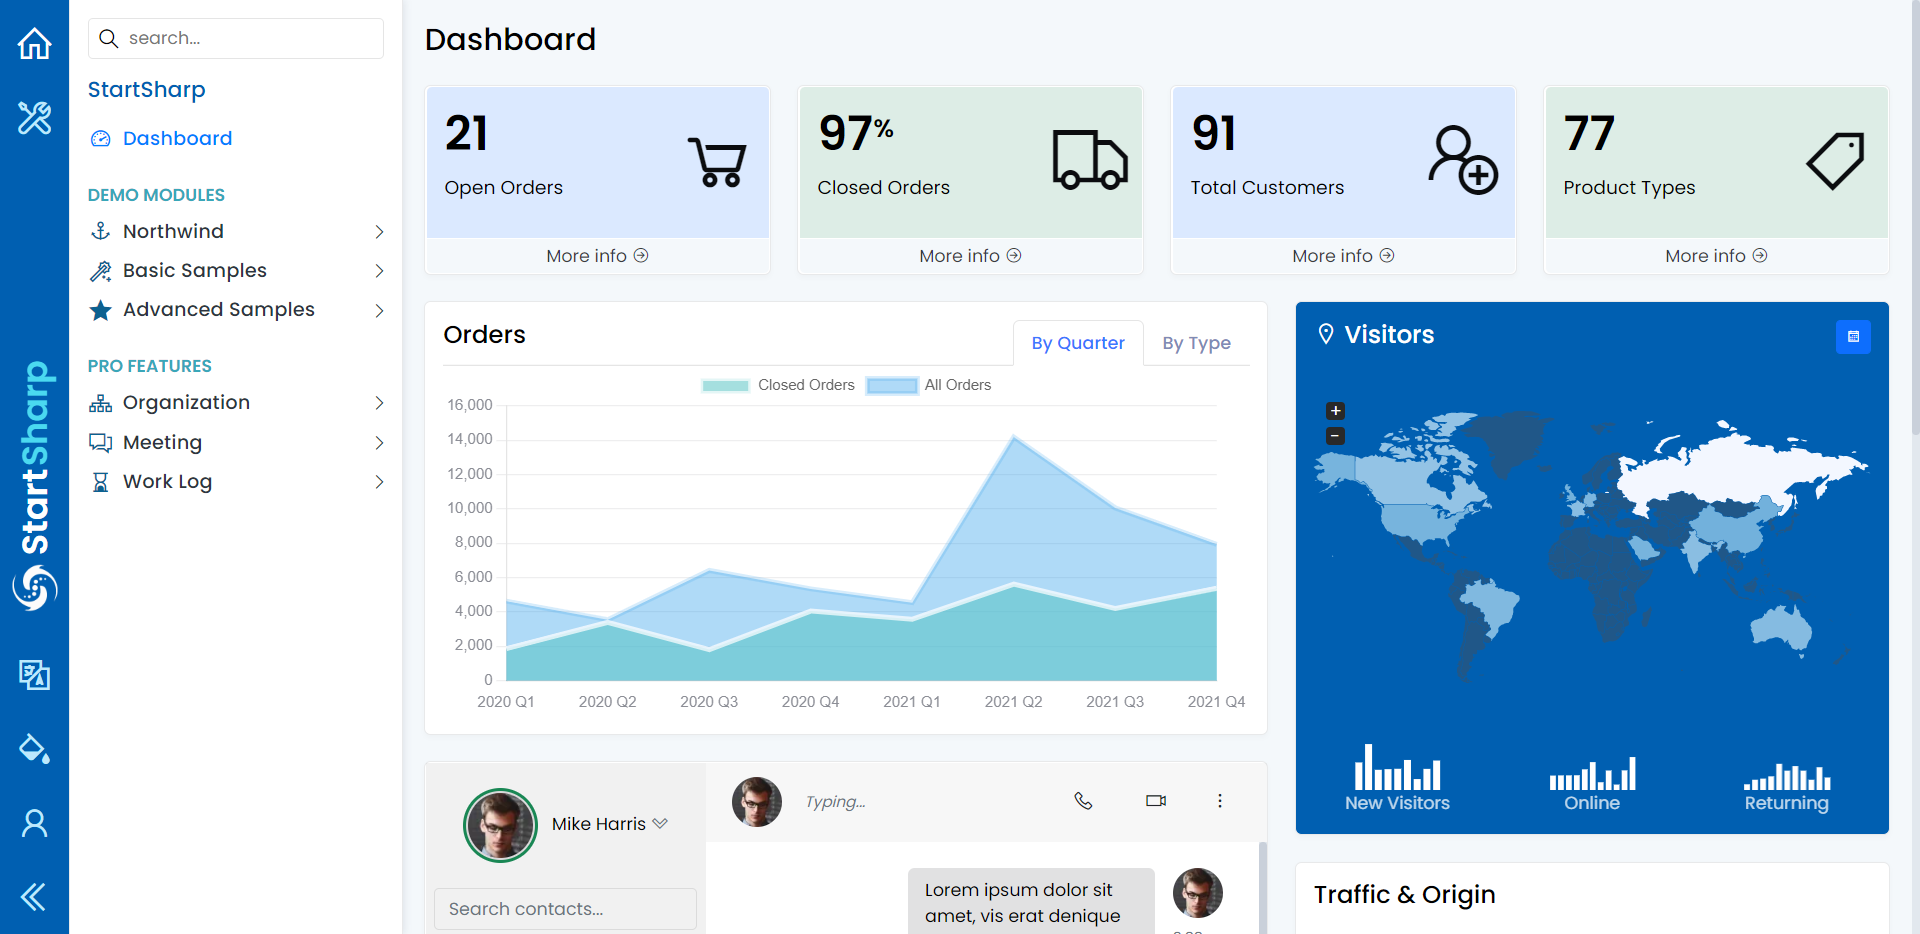 search...
StartSharp
Dashboard
DEMO MODULES
Northwind
Basic Samples
Advanced Samples
PRO FEATURES
Organization
Meeting
Work Log
StartSharp
Dashboard
21
Open Orders
More info
97%
Closed Orders
More info
91
Total Customers
More info
77
Product Types
More info
Orders
By Quarter
By Type
Closed Orders
All Orders
16,000
14,000
12,000
10,000
8,000
6,000
4,000
2,000
0
2020 Q1
2020 Q2
2020 Q3
2020 Q4
2021 Q1
2021 Q2
2021 Q3
2021 Q4
Visitors
+
−
New Visitors
Online
Returning
Mike Harris
Search contacts...
Typing...
Lorem ipsum dolor sit
amet, vis erat denique
Traffic & Origin